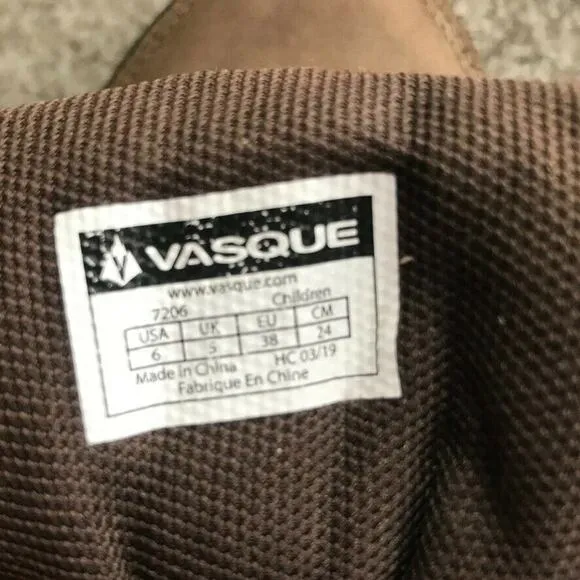 VASQUE
www.vasque.com
7206 Children
USA UK EU CM
6 5 38 24
Made in China HC 03/19
Fabrique En Chine